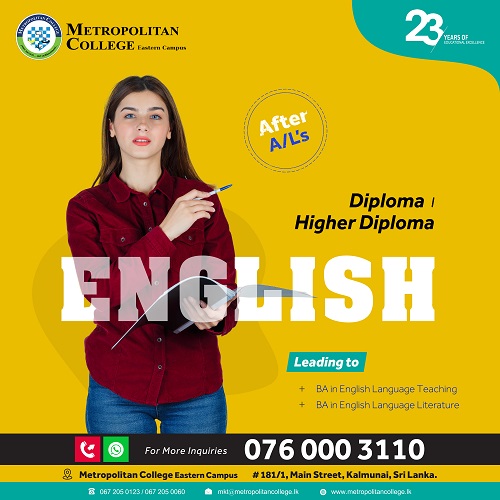 METROPOLITAN
COLLEGE Eastern Campus
23 YEARS OF
EDUCATIONAL EXCELLENCE
After
A/L's
Diploma /
Higher Diploma
ENGLISH
Leading to
+ BA in English Language Teaching
+ BA in English Language Literature
For More Inquiries 076 000 3110
Metropolitan College Eastern Campus #181/1, Main Street, Kalmunai, Sri Lanka.
067 205 0123 / 067 205 0060 mkt@metropolitancollege.lk www.metropolitancollege.lk